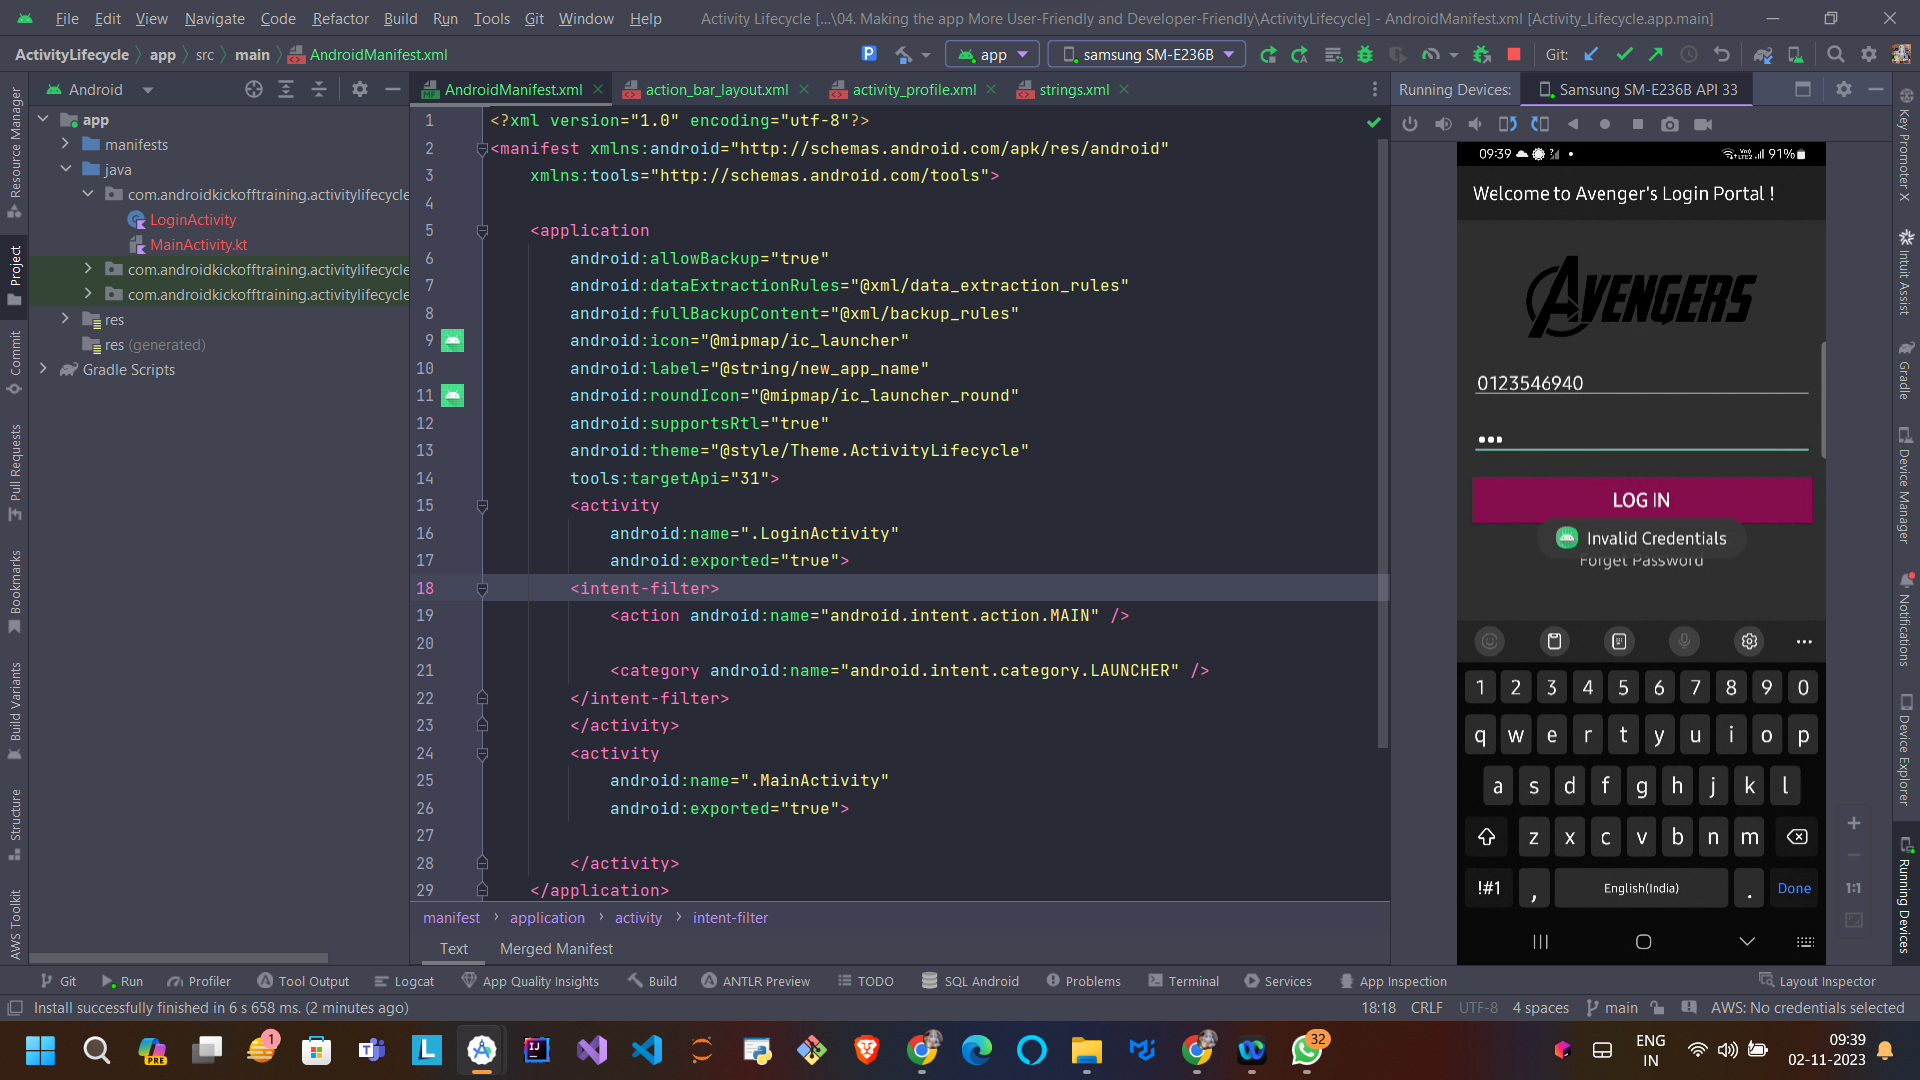 File Edit View Navigate Code Refactor Build Run Tools Git Window Help Activity Lifecycle [...\04. Making the app More User-Friendly and Developer-Friendly\ActivityLifecycle] - AndroidManifest.xml [Activity_Lifecycle.app.main]
ActivityLifecycle app src main AndroidManifest.xml app samsung SM-E236B Git:
Android
AndroidManifest.xml action_bar_layout.xml activity_profile.xml strings.xml
Running Devices: Samsung SM-E236B API 33
app
manifests
java
com.androidkickofftraining.activitylifecycle
LoginActivity
MainActivity.kt
com.androidkickofftraining.activitylifecycle
com.androidkickofftraining.activitylifecycle
res
res (generated)
Gradle Scripts
Resource Manager
Project
Commit
Pull Requests
Bookmarks
Build Variants
Structure
AWS Toolkit
1 <?xml version="1.0" encoding="utf-8"?>
2 <manifest xmlns:android="http://schemas.android.com/apk/res/android"
3 xmlns:tools="http://schemas.android.com/tools">
4
5 <application
6 android:allowBackup="true"
7 android:dataExtractionRules="@xml/data_extraction_rules"
8 android:fullBackupContent="@xml/backup_rules"
9 android:icon="@mipmap/ic_launcher"
10 android:label="@string/new_app_name"
11 android:roundIcon="@mipmap/ic_launcher_round"
12 android:supportsRtl="true"
13 android:theme="@style/Theme.ActivityLifecycle"
14 tools:targetApi="31">
15 <activity
16 android:name=".LoginActivity"
17 android:exported="true">
18 <intent-filter>
19 <action android:name="android.intent.action.MAIN" />
20
21 <category android:name="android.intent.category.LAUNCHER" />
22 </intent-filter>
23 </activity>
24 <activity
25 android:name=".MainActivity"
26 android:exported="true">
27
28 </activity>
29 </application>
manifest application activity intent-filter
Text Merged Manifest
09:39 91%
Welcome to Avenger's Login Portal !
AVENGERS
0123546940
LOG IN
Invalid Credentials
Forget Password
1 2 3 4 5 6 7 8 9 0
q w e r t y u i o p
a s d f g h j k l
z x c v b n m
!#1 , English(India) . Done
1:1
Key Promoter X
Intuit Assist
Gradle
Device Manager
Notifications
Device Explorer
Running Devices
Git Run Profiler Tool Output Logcat App Quality Insights Build ANTLR Preview TODO SQL Android Problems Terminal Services App Inspection Layout Inspector
Install successfully finished in 6 s 658 ms. (2 minutes ago) 18:18 CRLF UTF-8 4 spaces main AWS: No credentials selected
PRE 1 L 32 ENG 09:39
IN 02-11-2023